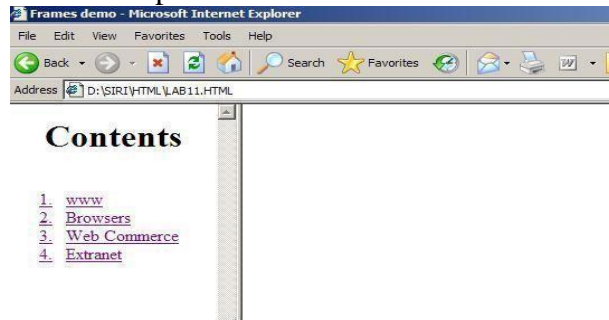 Frames demo - Microsoft Internet Explorer
File Edit View Favorites Tools Help
Back Search Favorites
Address D:\SIRI\HTML\LAB11.HTML
Contents
1. www
2. Browsers
3. Web Commerce
4. Extranet